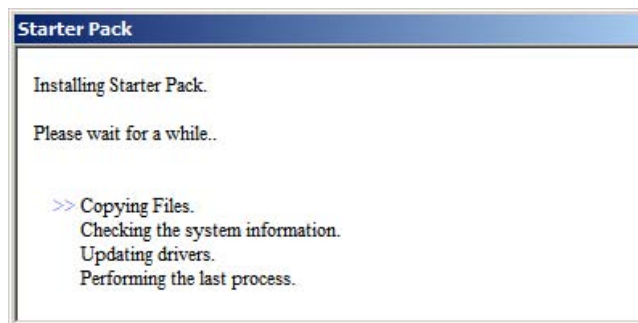 Starter Pack
Installing Starter Pack.
Please wait for a while..
>> Copying Files.
Checking the system information.
Updating drivers.
Performing the last process.